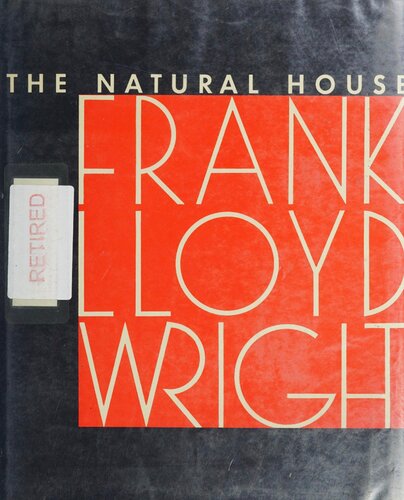 THE NATURAL HOUSE
FRANK
LLOYD
WRIGHT
RETIRED